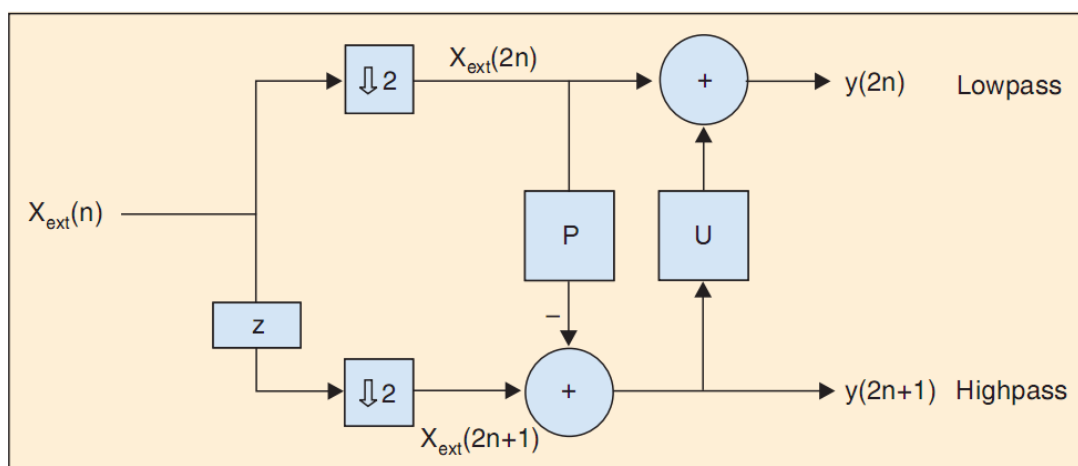 ⇩2
X_ext(2n)
+
y(2n)
Lowpass
X_ext(n)
P
U
z
–
⇩2
X_ext(2n+1)
+
y(2n+1)
Highpass